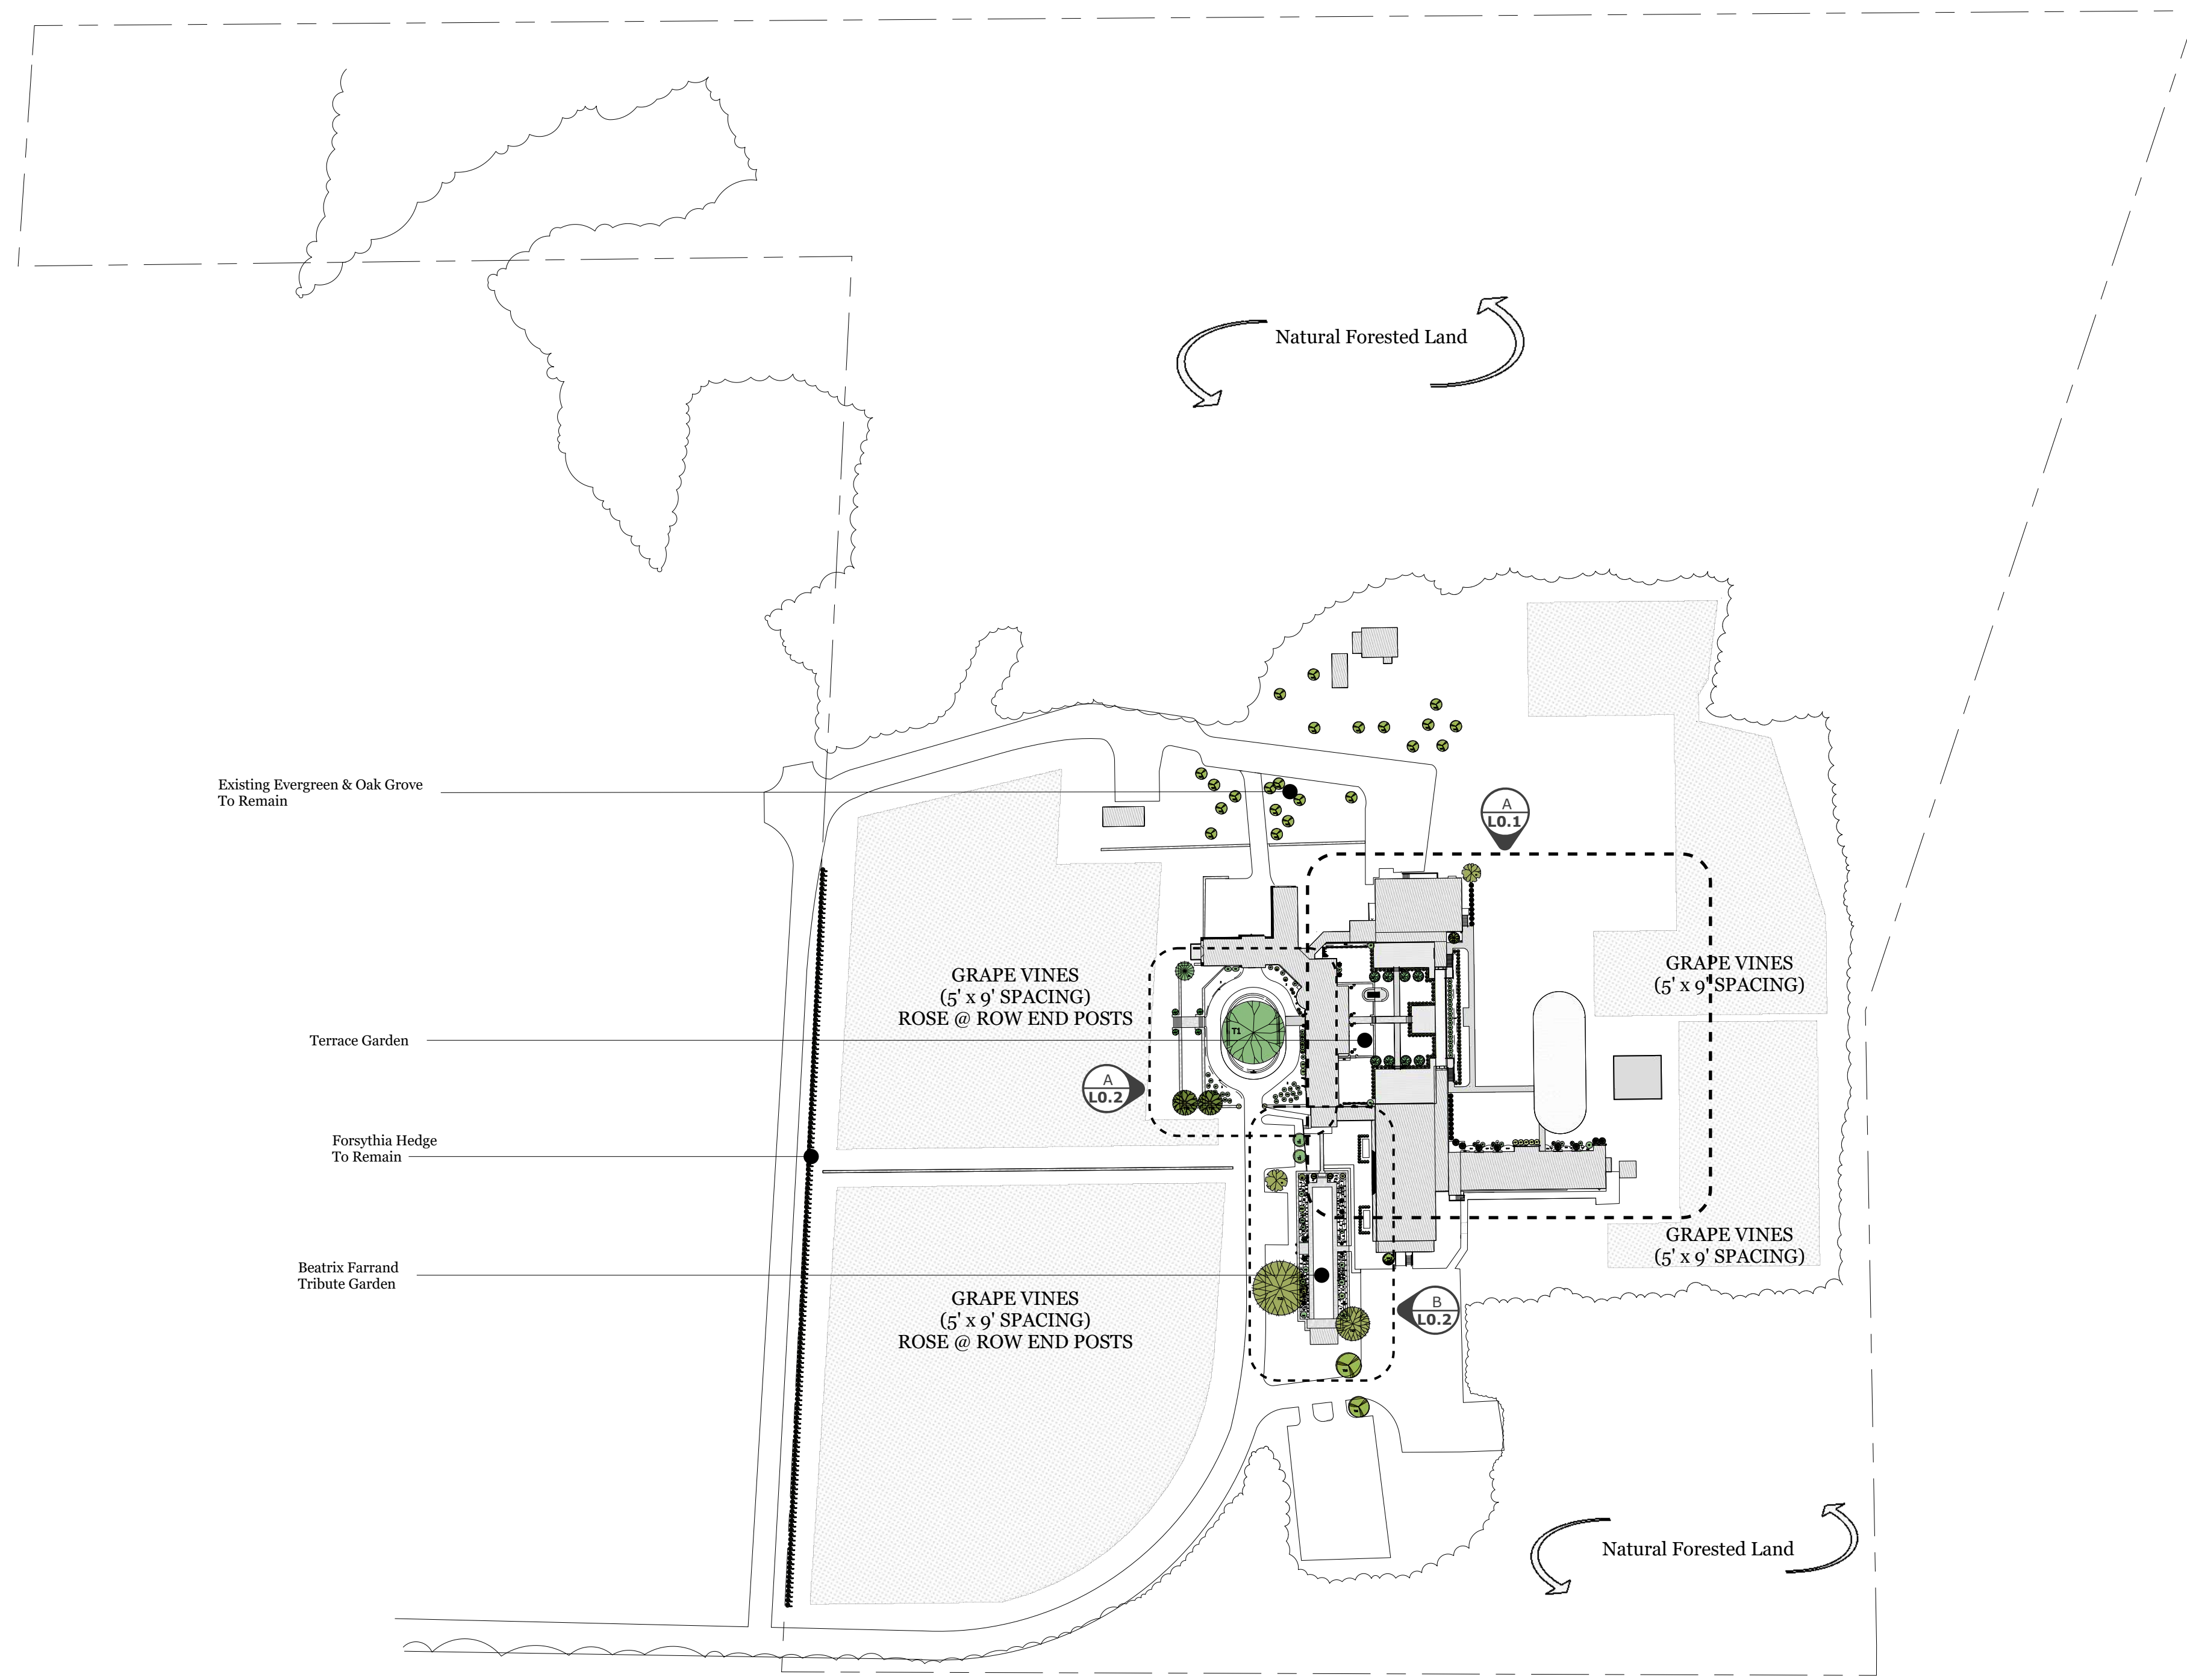 Natural Forested Land
Existing Evergreen & Oak Grove
To Remain
A
L0.1
GRAPE VINES
(5' x 9' SPACING)
ROSE @ ROW END POSTS
GRAPE VINES
(5' x 9' SPACING)
T1
Terrace Garden
A
L0.2
Forsythia Hedge
To Remain
GRAPE VINES
(5' x 9' SPACING)
Beatrix Farrand
Tribute Garden
GRAPE VINES
(5' x 9' SPACING)
ROSE @ ROW END POSTS
B
L0.2
Natural Forested Land